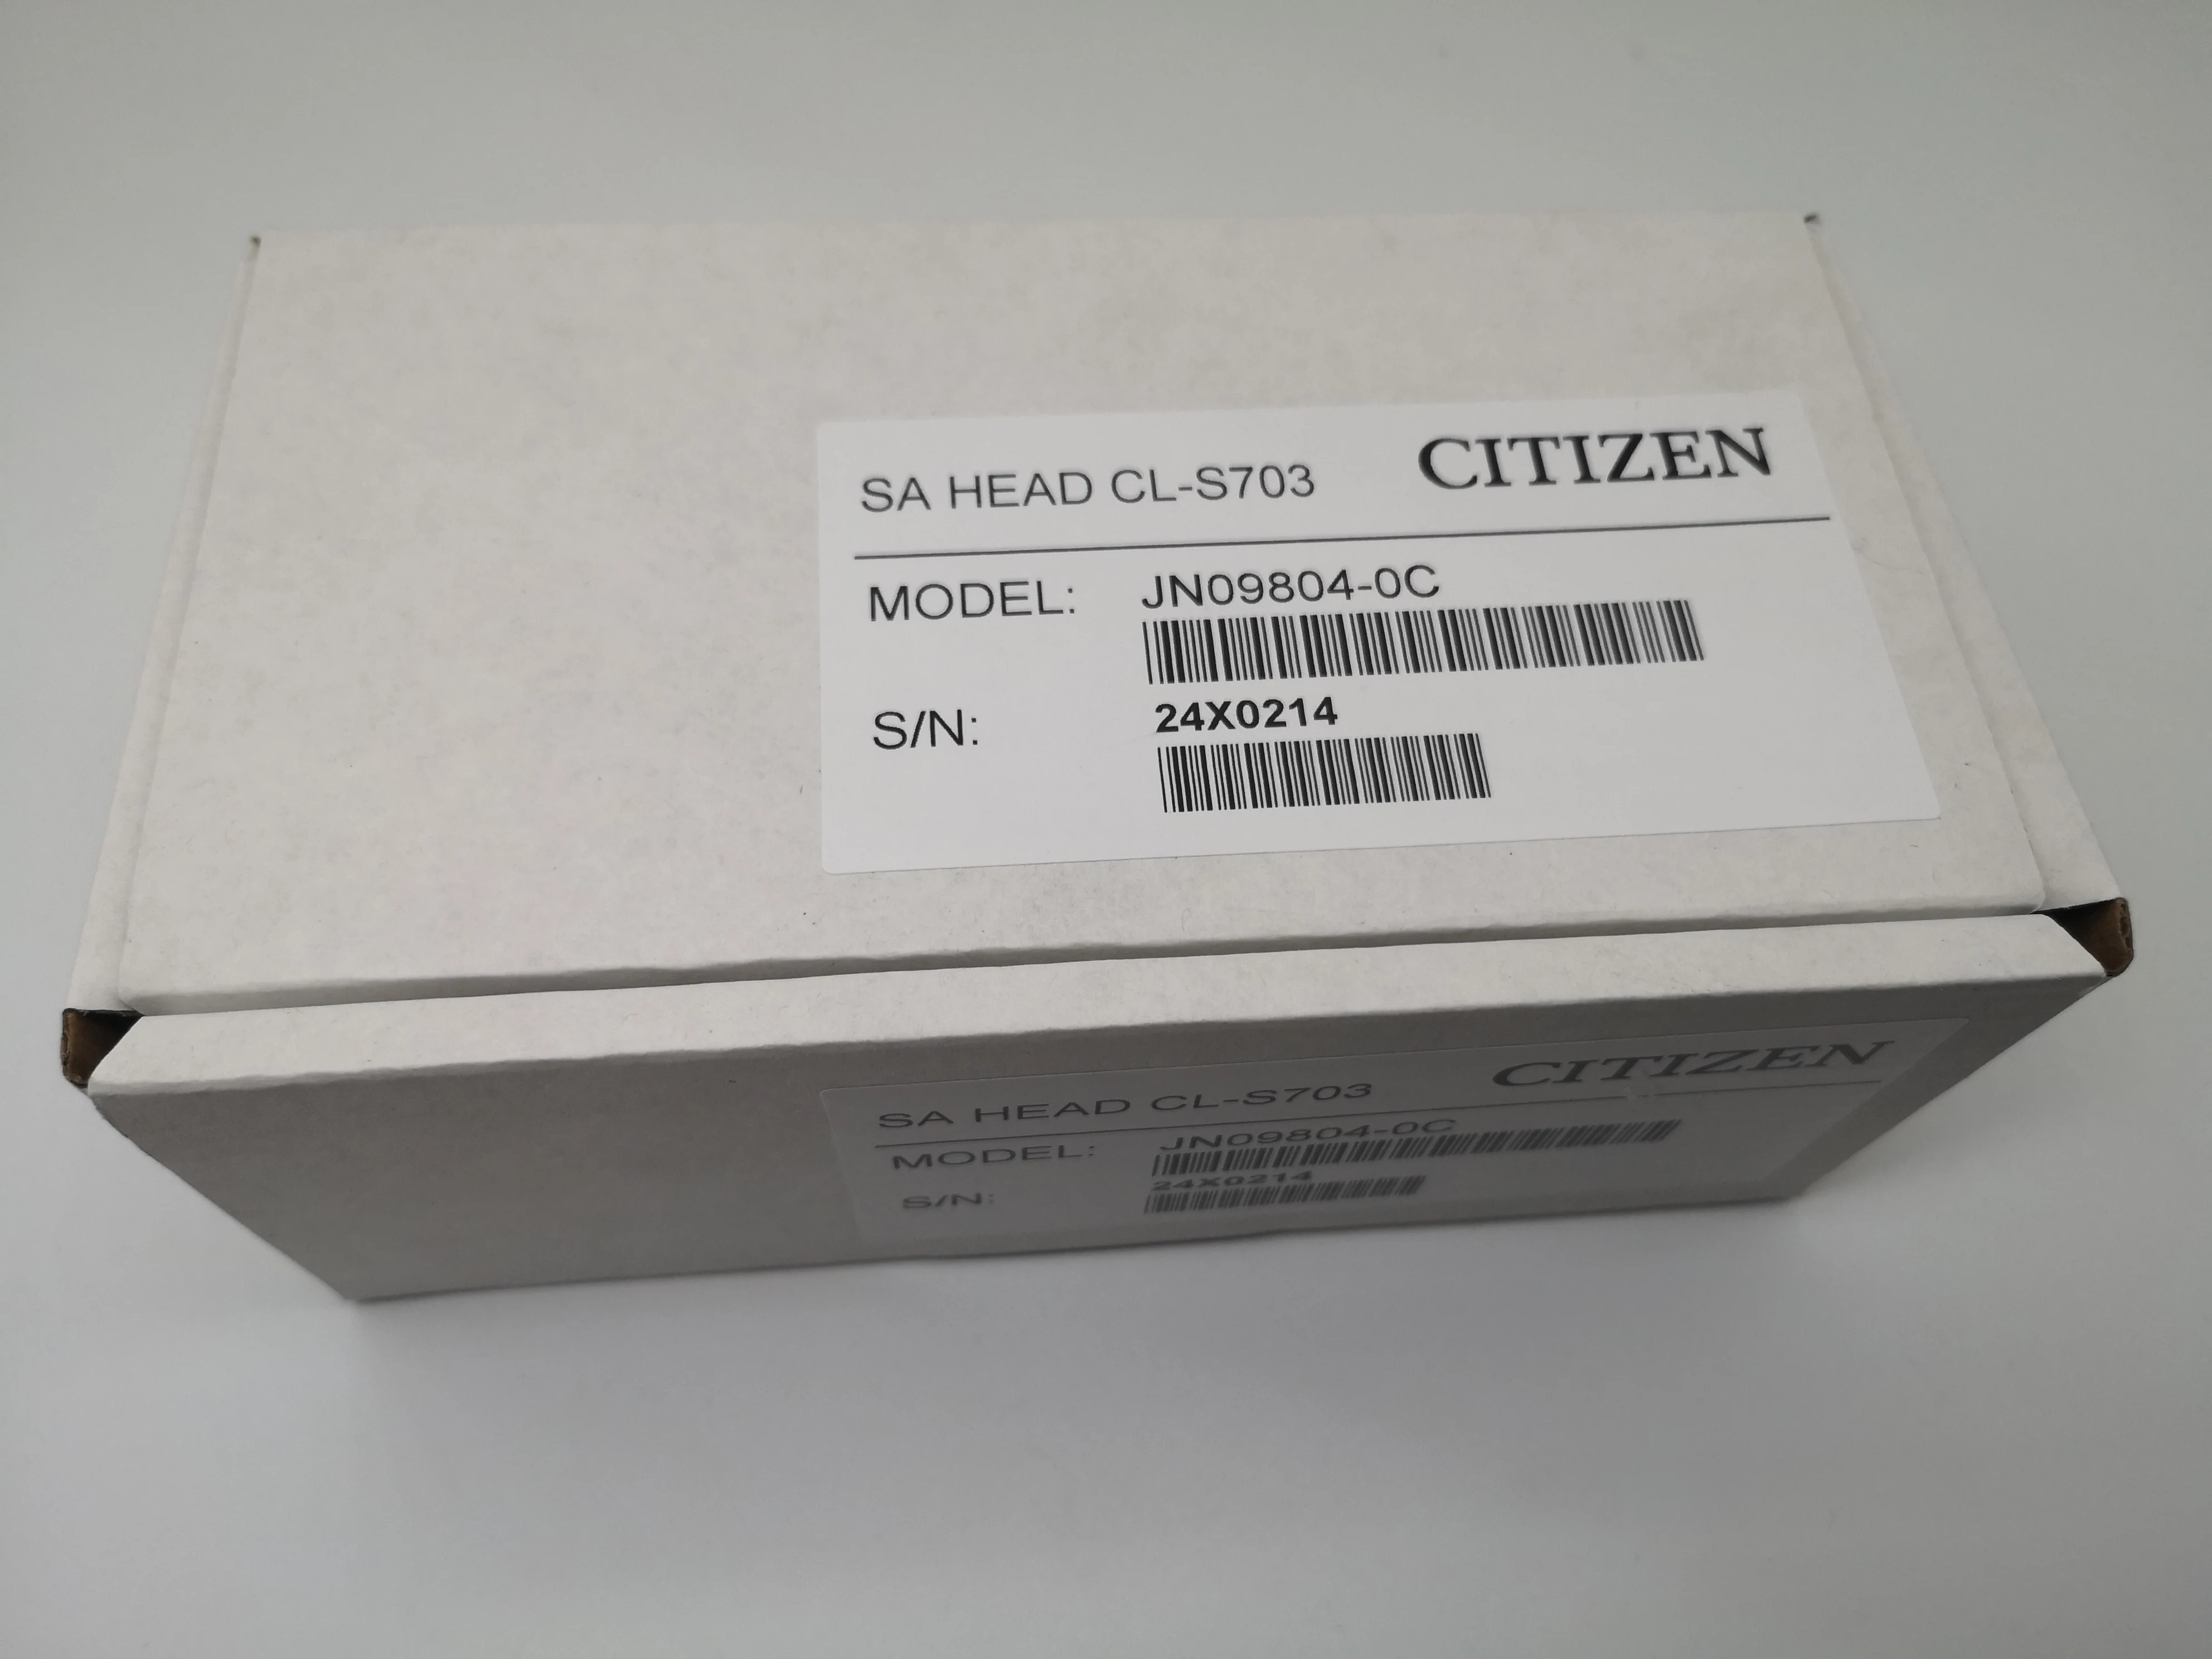 SA HEAD CL-S703 CITIZEN
MODEL: JN09804-0C
S/N: 24X0214
SA HEAD CL-S703 CITIZEN
MODEL: JN09804-0C
S/N: 24X0214